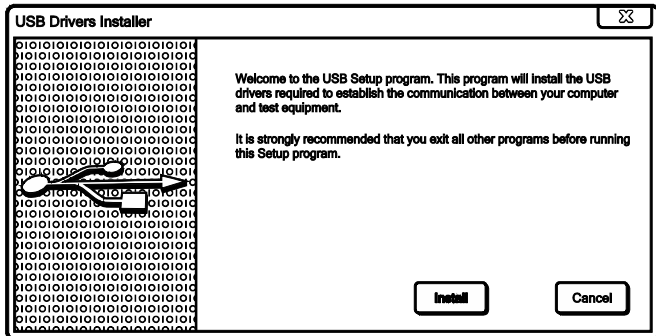 USB Drivers Installer
Welcome to the USB Setup program. This program will install the USB
drivers required to establish the communication between your computer
and test equipment.
It is strongly recommended that you exit all other programs before running
this Setup program.
Install
Cancel